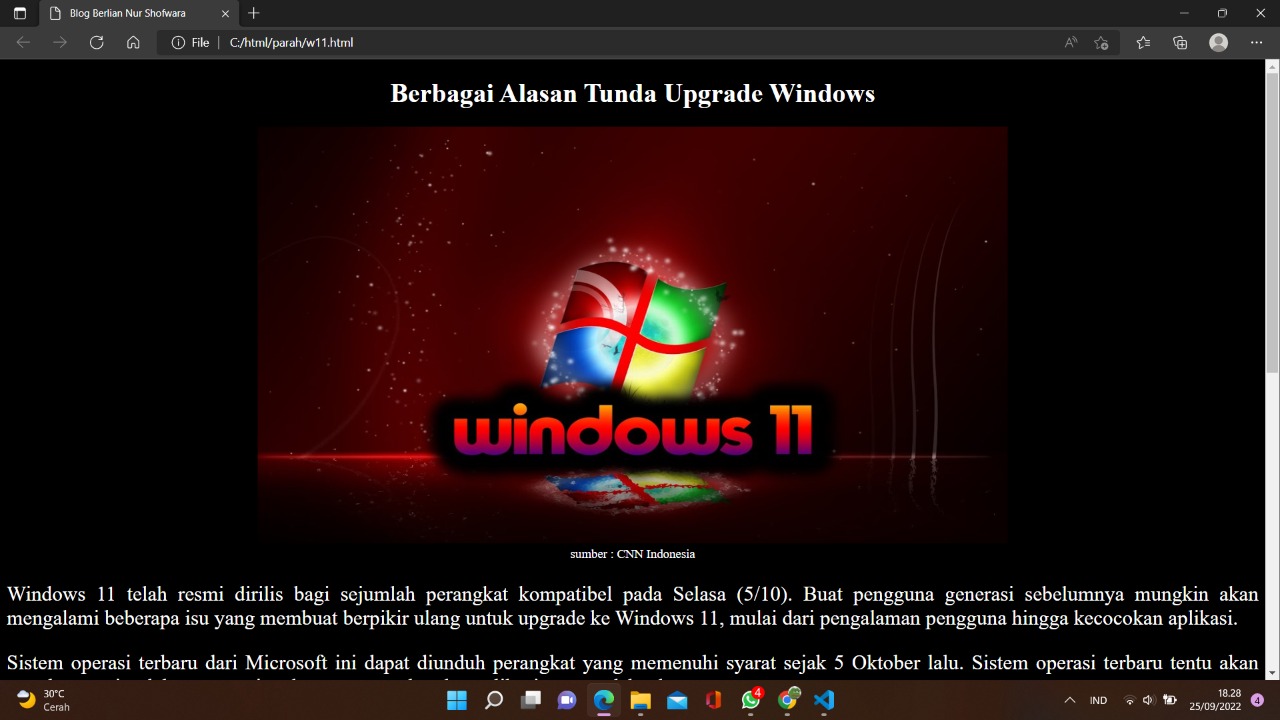 Blog Berlian Nur Shofwara
File
C:/html/parah/w11.html
Berbagai Alasan Tunda Upgrade Windows
windows 11
sumber : CNN Indonesia
Windows 11 telah resmi dirilis bagi sejumlah perangkat kompatibel pada Selasa (5/10). Buat pengguna generasi sebelumnya mungkin akan
mengalami beberapa isu yang membuat berpikir ulang untuk upgrade ke Windows 11, mulai dari pengalaman pengguna hingga kecocokan aplikasi.
Sistem operasi terbaru dari Microsoft ini dapat diunduh perangkat yang memenuhi syarat sejak 5 Oktober lalu. Sistem operasi terbaru tentu akan
30°C
Cerah
4
IND
18.28
25/09/2022
4